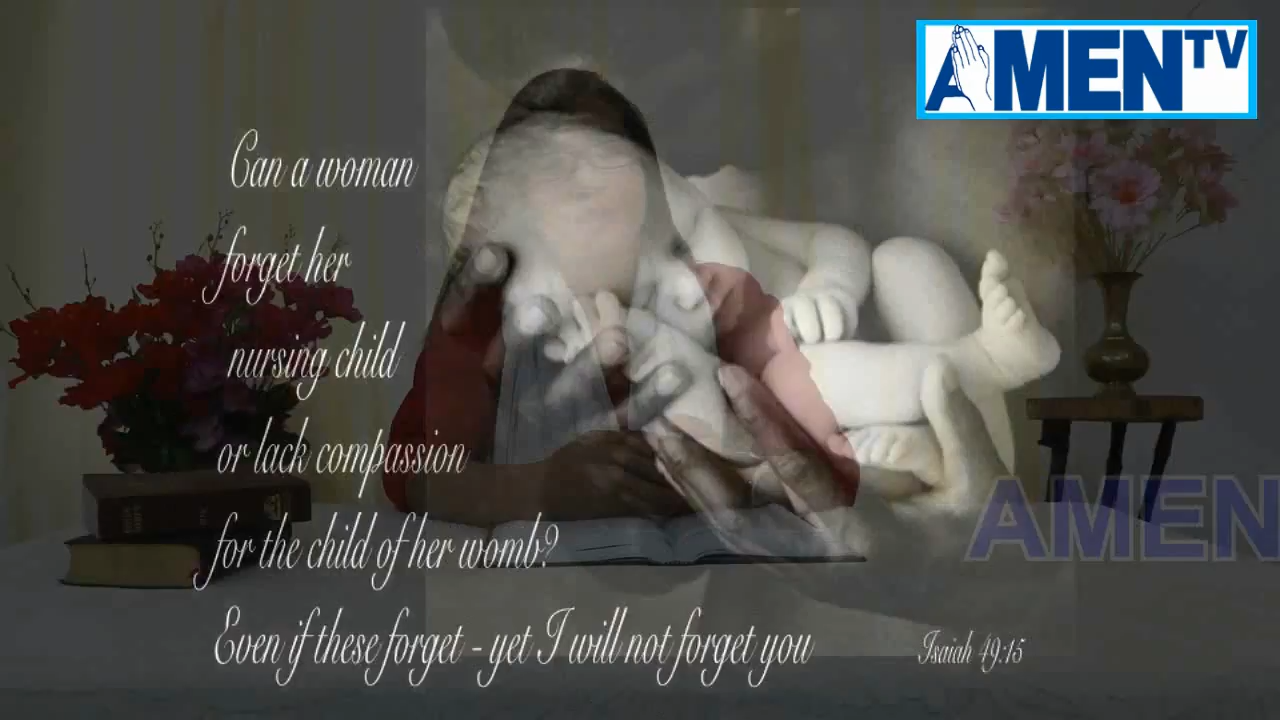 AMENTV
Can a woman
forget her
nursing child
or lack compassion
for the child of her womb?
Even if these forget - yet I will not forget you
Isaiah 49:15
AMEN